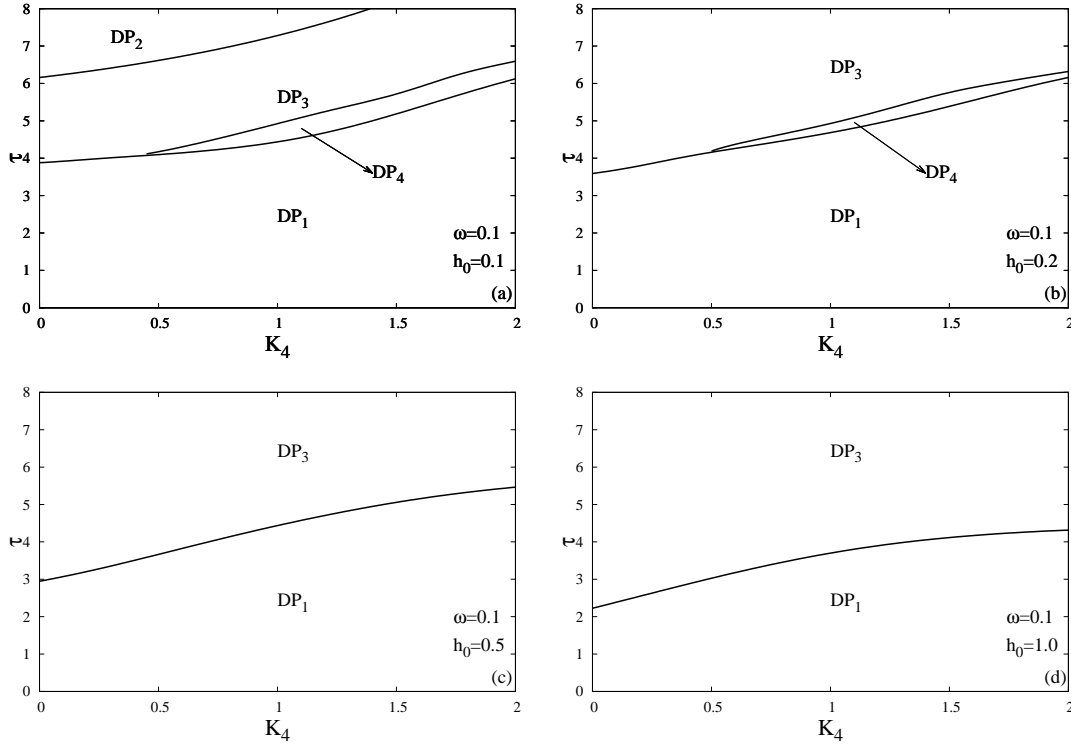 8
7
6
5
4
3
2
1
0
τ
DP₂
DP₃
DP₄
DP₁
ω=0.1
h₀=0.1
(a)
0 0.5 1 1.5 2
K₄
8
7
6
5
4
3
2
1
0
τ
DP₃
DP₄
DP₁
ω=0.1
h₀=0.2
(b)
0 0.5 1 1.5 2
K₄
8
7
6
5
4
3
2
1
0
τ
DP₃
DP₁
ω=0.1
h₀=0.5
(c)
0 0.5 1 1.5 2
K₄
8
7
6
5
4
3
2
1
0
τ
DP₃
DP₁
ω=0.1
h₀=1.0
(d)
0 0.5 1 1.5 2
K₄